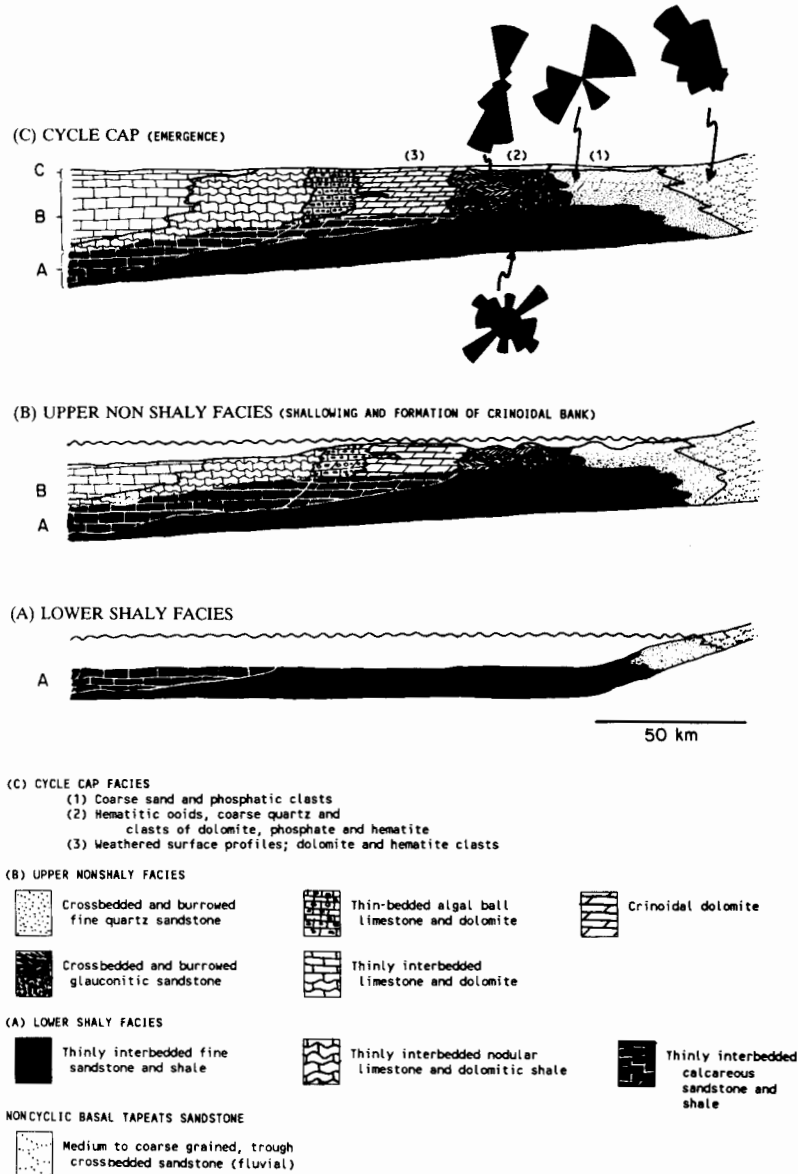 (C) CYCLE CAP (EMERGENCE)
(3)
(2)
(1)
C
B
A
(B) UPPER NON SHALY FACIES (SHALLOWING AND FORMATION OF CRINOIDAL BANK)
B
A
(A) LOWER SHALY FACIES
A
50 km
(C) CYCLE CAP FACIES
(1) Coarse sand and phosphatic clasts
(2) Hematitic ooids, coarse quartz and
clasts of dolomite, phosphate and hematite
(3) Weathered surface profiles; dolomite and hematite clasts
(B) UPPER NONSHALY FACIES
Crossbedded and burrowed
fine quartz sandstone
Thin-bedded algal ball
limestone and dolomite
Crinoidal dolomite
Crossbedded and burrowed
glauconitic sandstone
Thinly interbedded
limestone and dolomite
(A) LOWER SHALY FACIES
Thinly interbedded fine
sandstone and shale
Thinly interbedded nodular
limestone and dolomitic shale
Thinly interbedded
calcareous
sandstone and
shale
NONCYCLIC BASAL TAPEATS SANDSTONE
Medium to coarse grained, trough
crossbedded sandstone (fluvial)